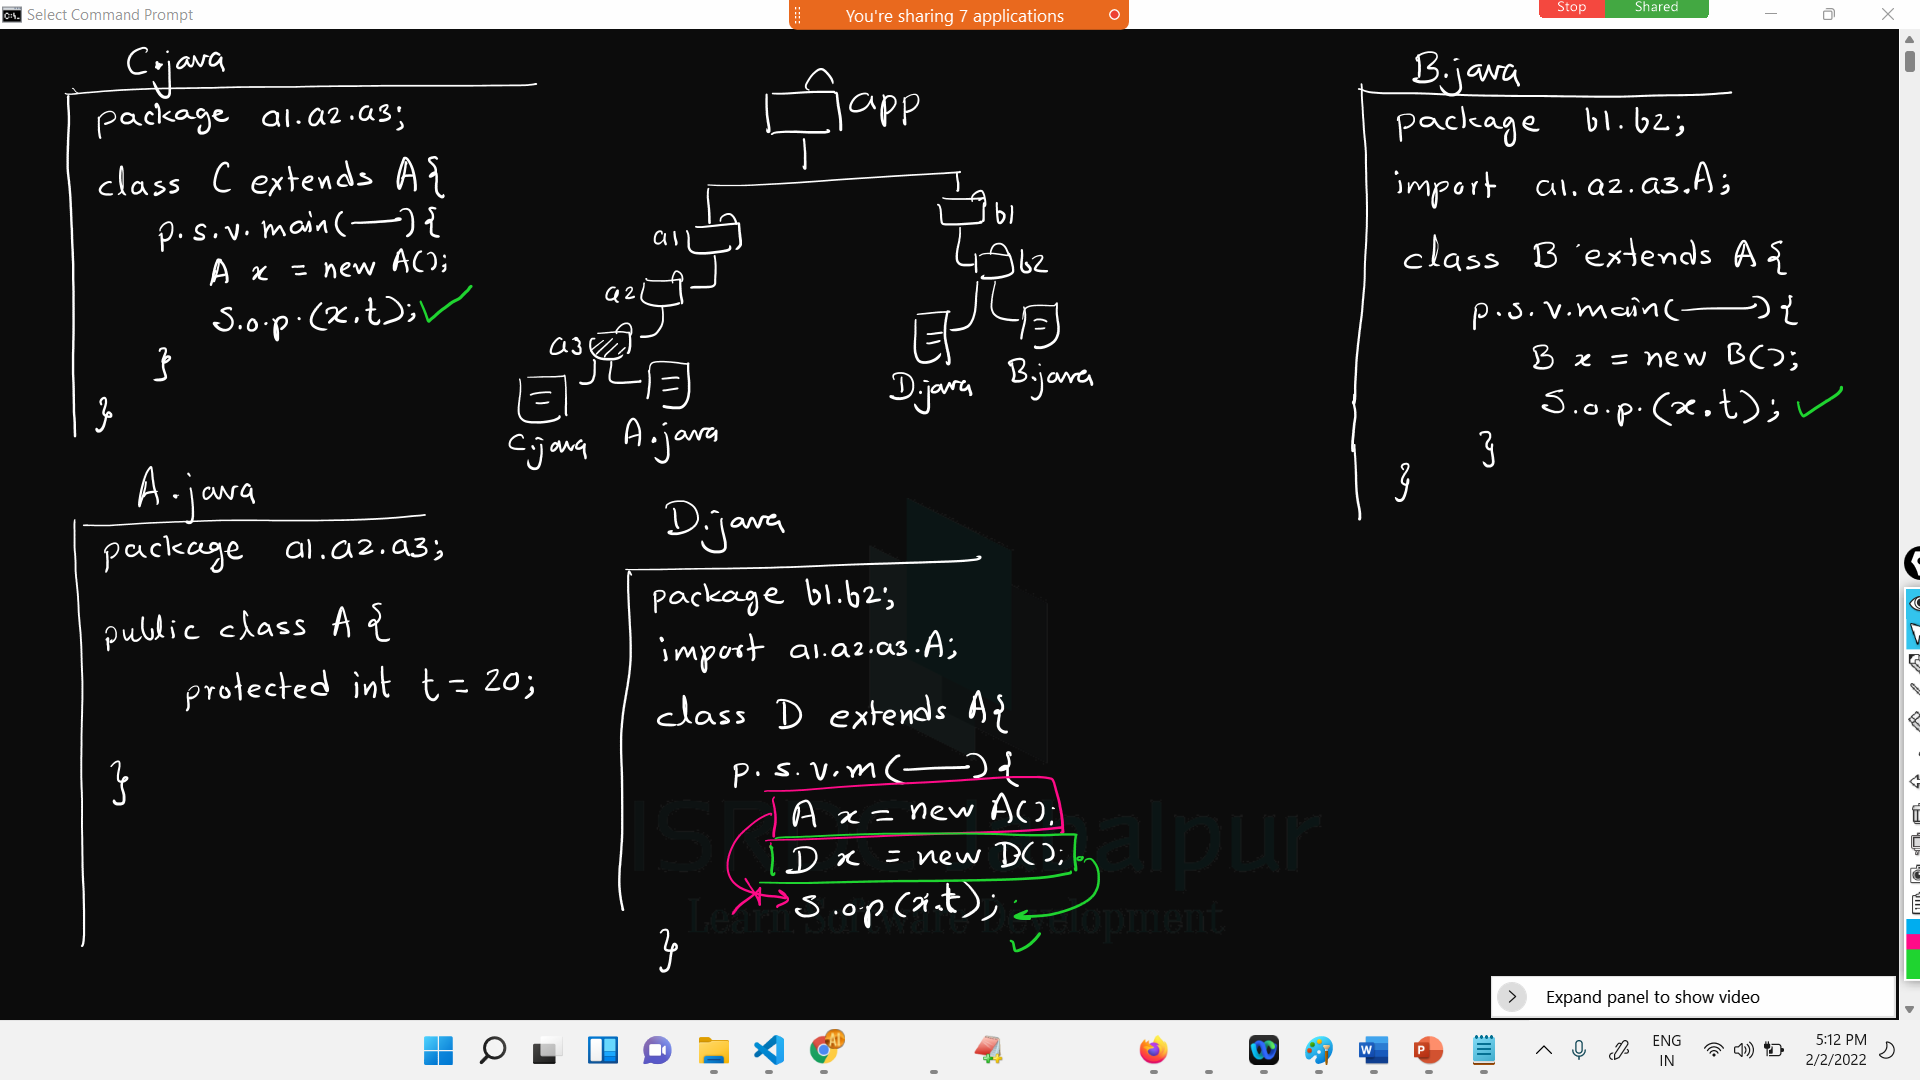 Select Command Prompt
You're sharing 7 applications
Stop
Shared
C.java
package a1.a2.a3;
class C extends A{
p.s.v.main(——){
A x = new A();
S.o.p.(x.t);
}
}
app
a1
a2
a3
C.java
A.java
b1
b2
D.java
B.java
B.java
package b1.b2;
import a1.a2.a3.A;
class B extends A{
p.s.v.main(——){
B x = new B();
S.o.p.(x.t);
}
}
A.java
package a1.a2.a3;
public class A{
protected int t = 20;
}
D.java
package b1.b2;
import a1.a2.a3.A;
class D extends A{
p.s.v.m(——){
A x = new A();
D x = new D();
S.o.p(x.t);
}
Learn Software Development
Expand panel to show video
ENG
IN
5:12 PM
2/2/2022